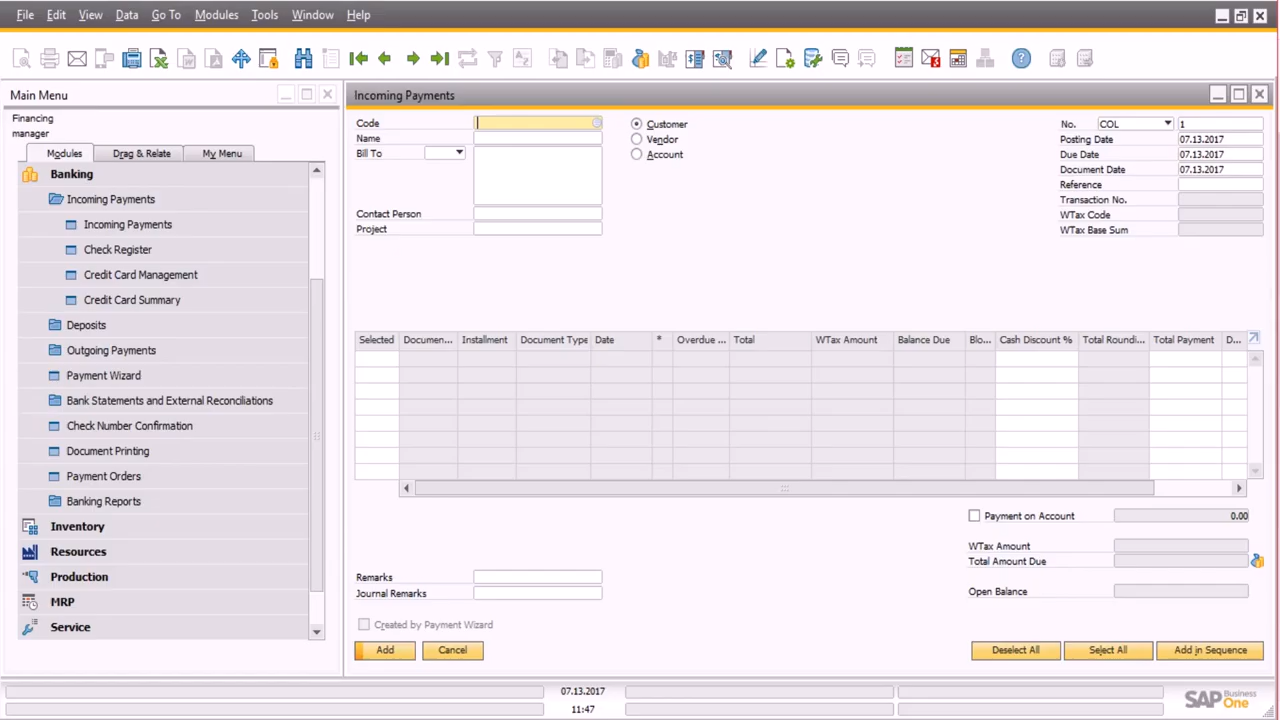 File Edit View Data Go To Modules Tools Window Help
Main Menu
Financing
manager
Modules Drag & Relate My Menu
Banking
Incoming Payments
Incoming Payments
Check Register
Credit Card Management
Credit Card Summary
Deposits
Outgoing Payments
Payment Wizard
Bank Statements and External Reconciliations
Check Number Confirmation
Document Printing
Payment Orders
Banking Reports
Inventory
Resources
Production
MRP
Service
Incoming Payments
Code
Name
Bill To
Contact Person
Project
Customer
Vendor
Account
No. COL 1
Posting Date 07.13.2017
Due Date 07.13.2017
Document Date 07.13.2017
Reference
Transaction No.
WTax Code
WTax Base Sum
Selected Documen... Installment Document Type Date * Overdue ... Total WTax Amount Balance Due Blo... Cash Discount % Total Roundi... Total Payment D...
Payment on Account 0.00
WTax Amount
Total Amount Due
Open Balance
Remarks
Journal Remarks
Created by Payment Wizard
Add Cancel Deselect All Select All Add in Sequence
07.13.2017
11:47
SAP Business One